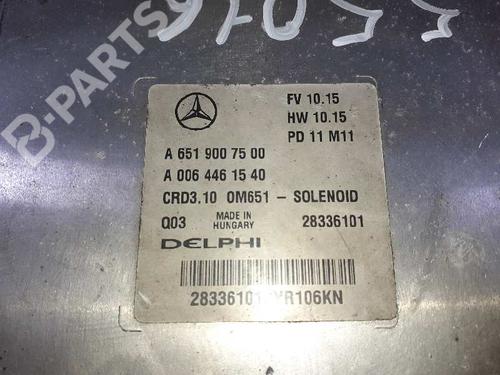 B-PARTS
FV 10.15
HW 10.15
PD 11 M11
A 651 900 75 00
A 006 446 15 40
CRD3.10 OM651 - SOLENOID
Q03 MADE IN HUNGARY 28336101
DELPHI
B-PARTS